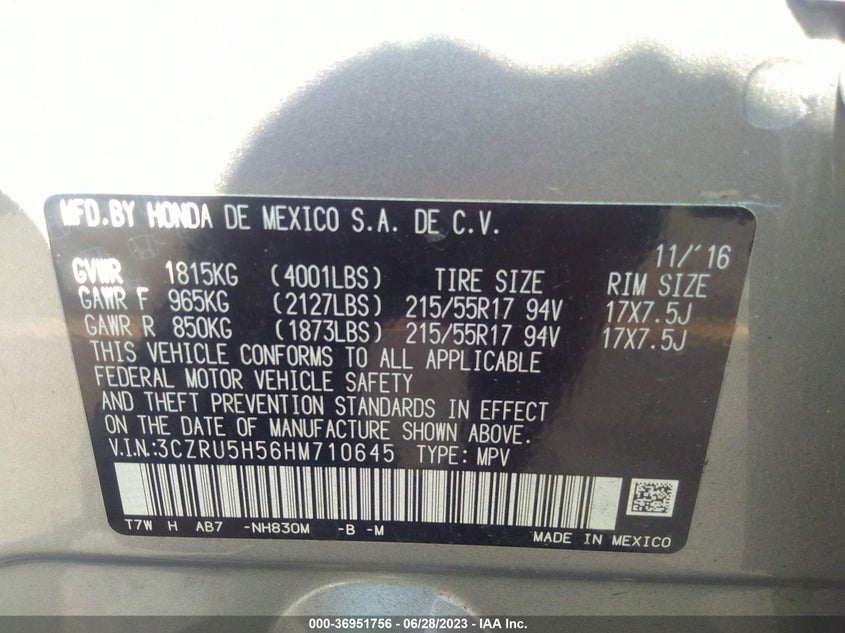 MFD.BY HONDA DE MEXICO S.A. DE C.V.
11/'16
GVWR 1815KG (4001LBS) TIRE SIZE RIM SIZE
GAWR F 965KG (2127LBS) 215/55R17 94V 17X7.5J
GAWR R 850KG (1873LBS) 215/55R17 94V 17X7.5J
THIS VEHICLE CONFORMS TO ALL APPLICABLE
FEDERAL MOTOR VEHICLE SAFETY
AND THEFT PREVENTION STANDARDS IN EFFECT
ON THE DATE OF MANUFACTURE SHOWN ABOVE.
V.I.N:3CZRU5H56HM710645 TYPE: MPV
T7W H AB7 -NH830M -B -M
MADE IN MEXICO
000-36951756 - 06/28/2023 - IAA Inc.